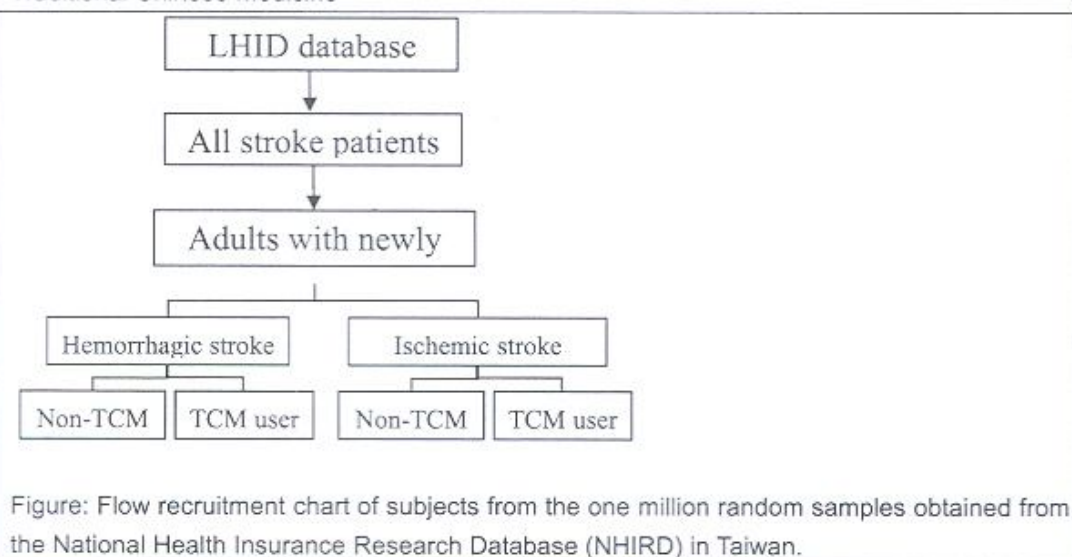 LHID database
All stroke patients
Adults with newly
Hemorrhagic stroke
Ischemic stroke
Non-TCM
TCM user
Non-TCM
TCM user
Figure: Flow recruitment chart of subjects from the one million random samples obtained from
the National Health Insurance Research Database (NHIRD) in Taiwan.